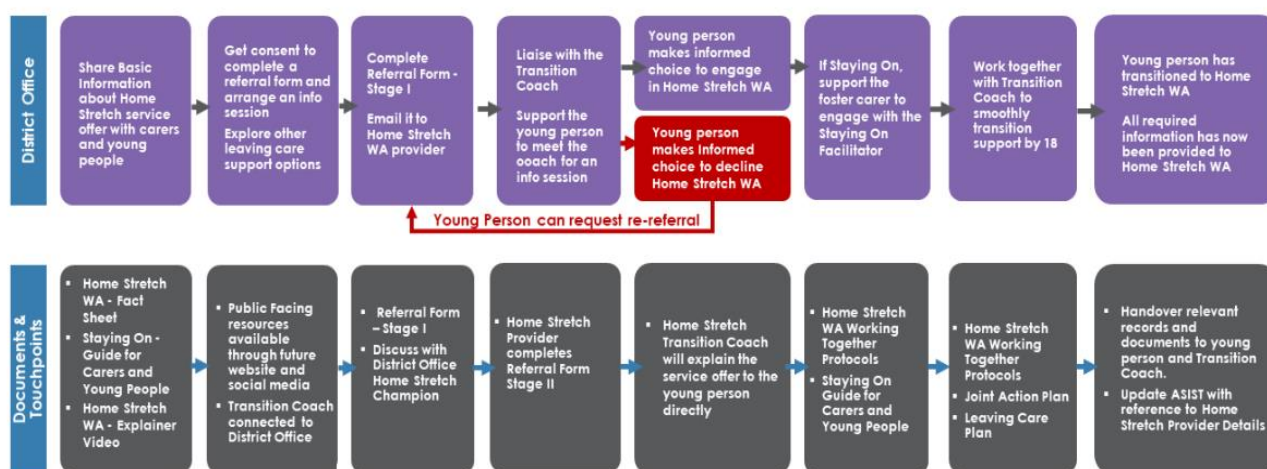 District Office
Share Basic
Information
about Home
Stretch service
offer with carers
and young
people
Get consent to
complete a
referral form and
arrange an info
session
Explore other
leaving care
support options
Complete
Referral Form -
Stage I
Email it to
Home Stretch
WA provider
Liaise with the
Transition
Coach
Support the
young person
to meet the
ooach for an
info session
Young person
makes informed
choice to engage
in Home Stretch WA
Young person
makes Informed
choice to decline
Home Stretch WA
If Staying On,
support the
foster carer to
engage with the
Staying On
Facilitator
Work together
with Transition
Coach to
smoothly
transition
support by 18
Young person has
transitioned to Home
Stretch WA
All required
information has now
been provided to
Home Stretch WA
Young Person can request re-referral
Documents &
Touchpoints
▪ Home Stretch
WA - Fact
Sheet
▪ Staying On -
Guide for
Carers and
Young People
▪ Home Stretch
WA - Explainer
Video
▪ Public Facing
resources
available
through future
website and
social media
▪ Transition Coach
connected to
District Office
▪ Referral Form
– Stage I
▪ Discuss with
District Office
Home Stretch
Champion
▪ Home Stretch
Provider
completes
Referral Form
Stage II
▪ Home Stretch
Transition Coach
will explain the
service offer to the
young person
directly
▪ Home Stretch
WA Working
Together
Protocols
▪ Staying On
Guide for
Carers and
Young People
▪ Home Stretch
WA Working
Together
Protocols
▪ Joint Action Plan
▪ Leaving Care
Plan
▪ Handover relevant
records and
documents to young
person and Transition
Coach.
▪ Update ASIST with
reference to Home
Stretch Provider Details